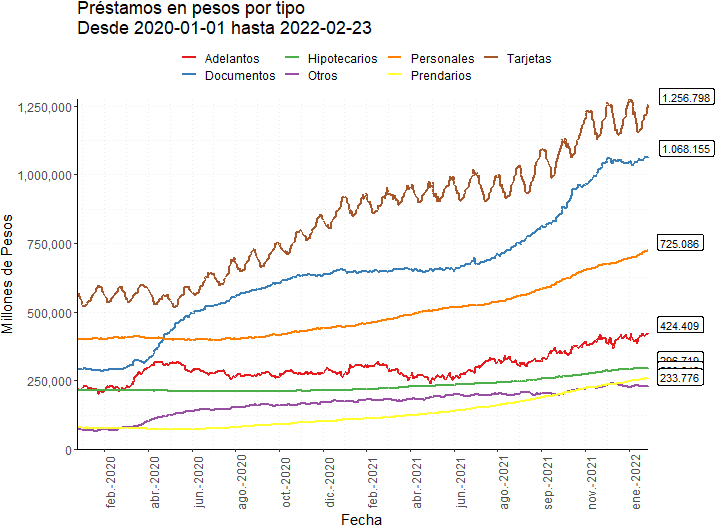 Préstamos en pesos por tipo
Desde 2020-01-01 hasta 2022-02-23
Adelantos
Hipotecarios
Personales
Tarjetas
Documentos
Otros
Prendarios
Millones de Pesos
1,250,000
1,000,000
750,000
500,000
250,000
0
1.256.798
1.068.155
725.086
424.409
296.719
233.776
feb.-2020
abr.-2020
jun.-2020
ago.-2020
oct.-2020
dic.-2020
feb.-2021
abr.-2021
jun.-2021
ago.-2021
sep.-2021
nov.-2021
ene.-2022
Fecha